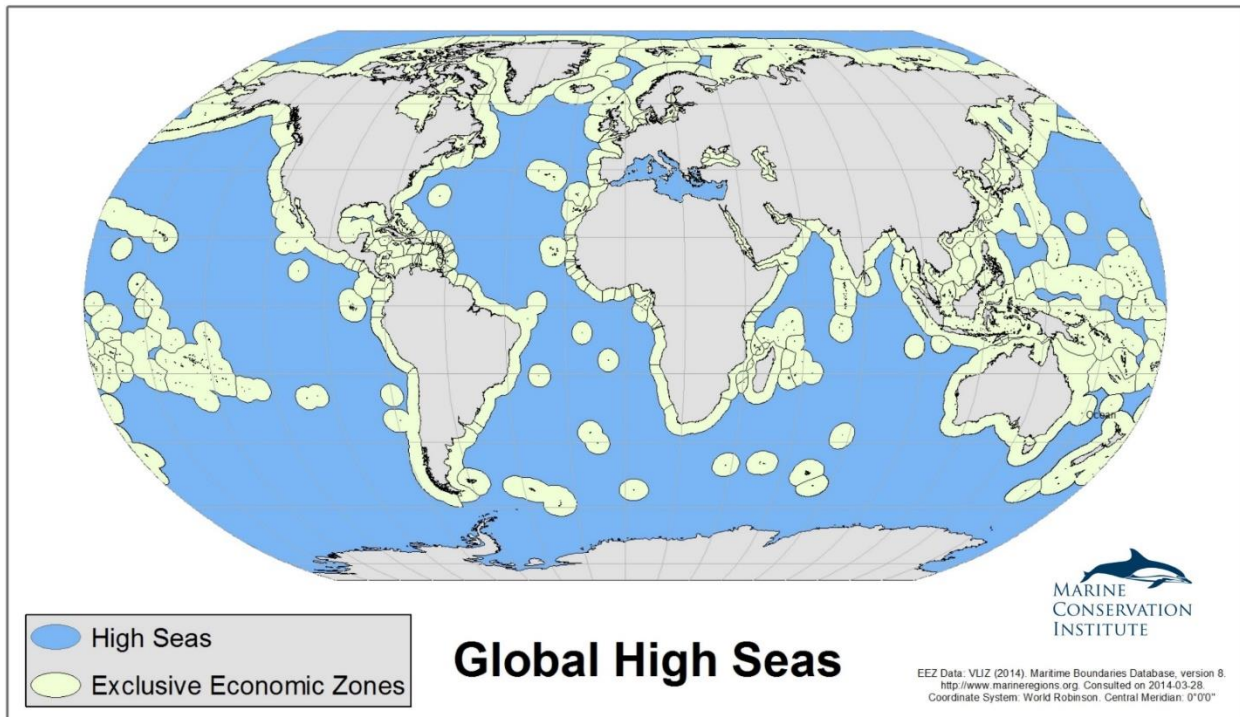 Ocean
High Seas
Exclusive Economic Zones
Global High Seas
MARINE
CONSERVATION
INSTITUTE
EEZ Data: VLIZ (2014). Maritime Boundaries Database, version 8.
http://www.marineregions.org. Consulted on 2014-03-28.
Coordinate System: World Robinson. Central Meridian: 0°0'0"